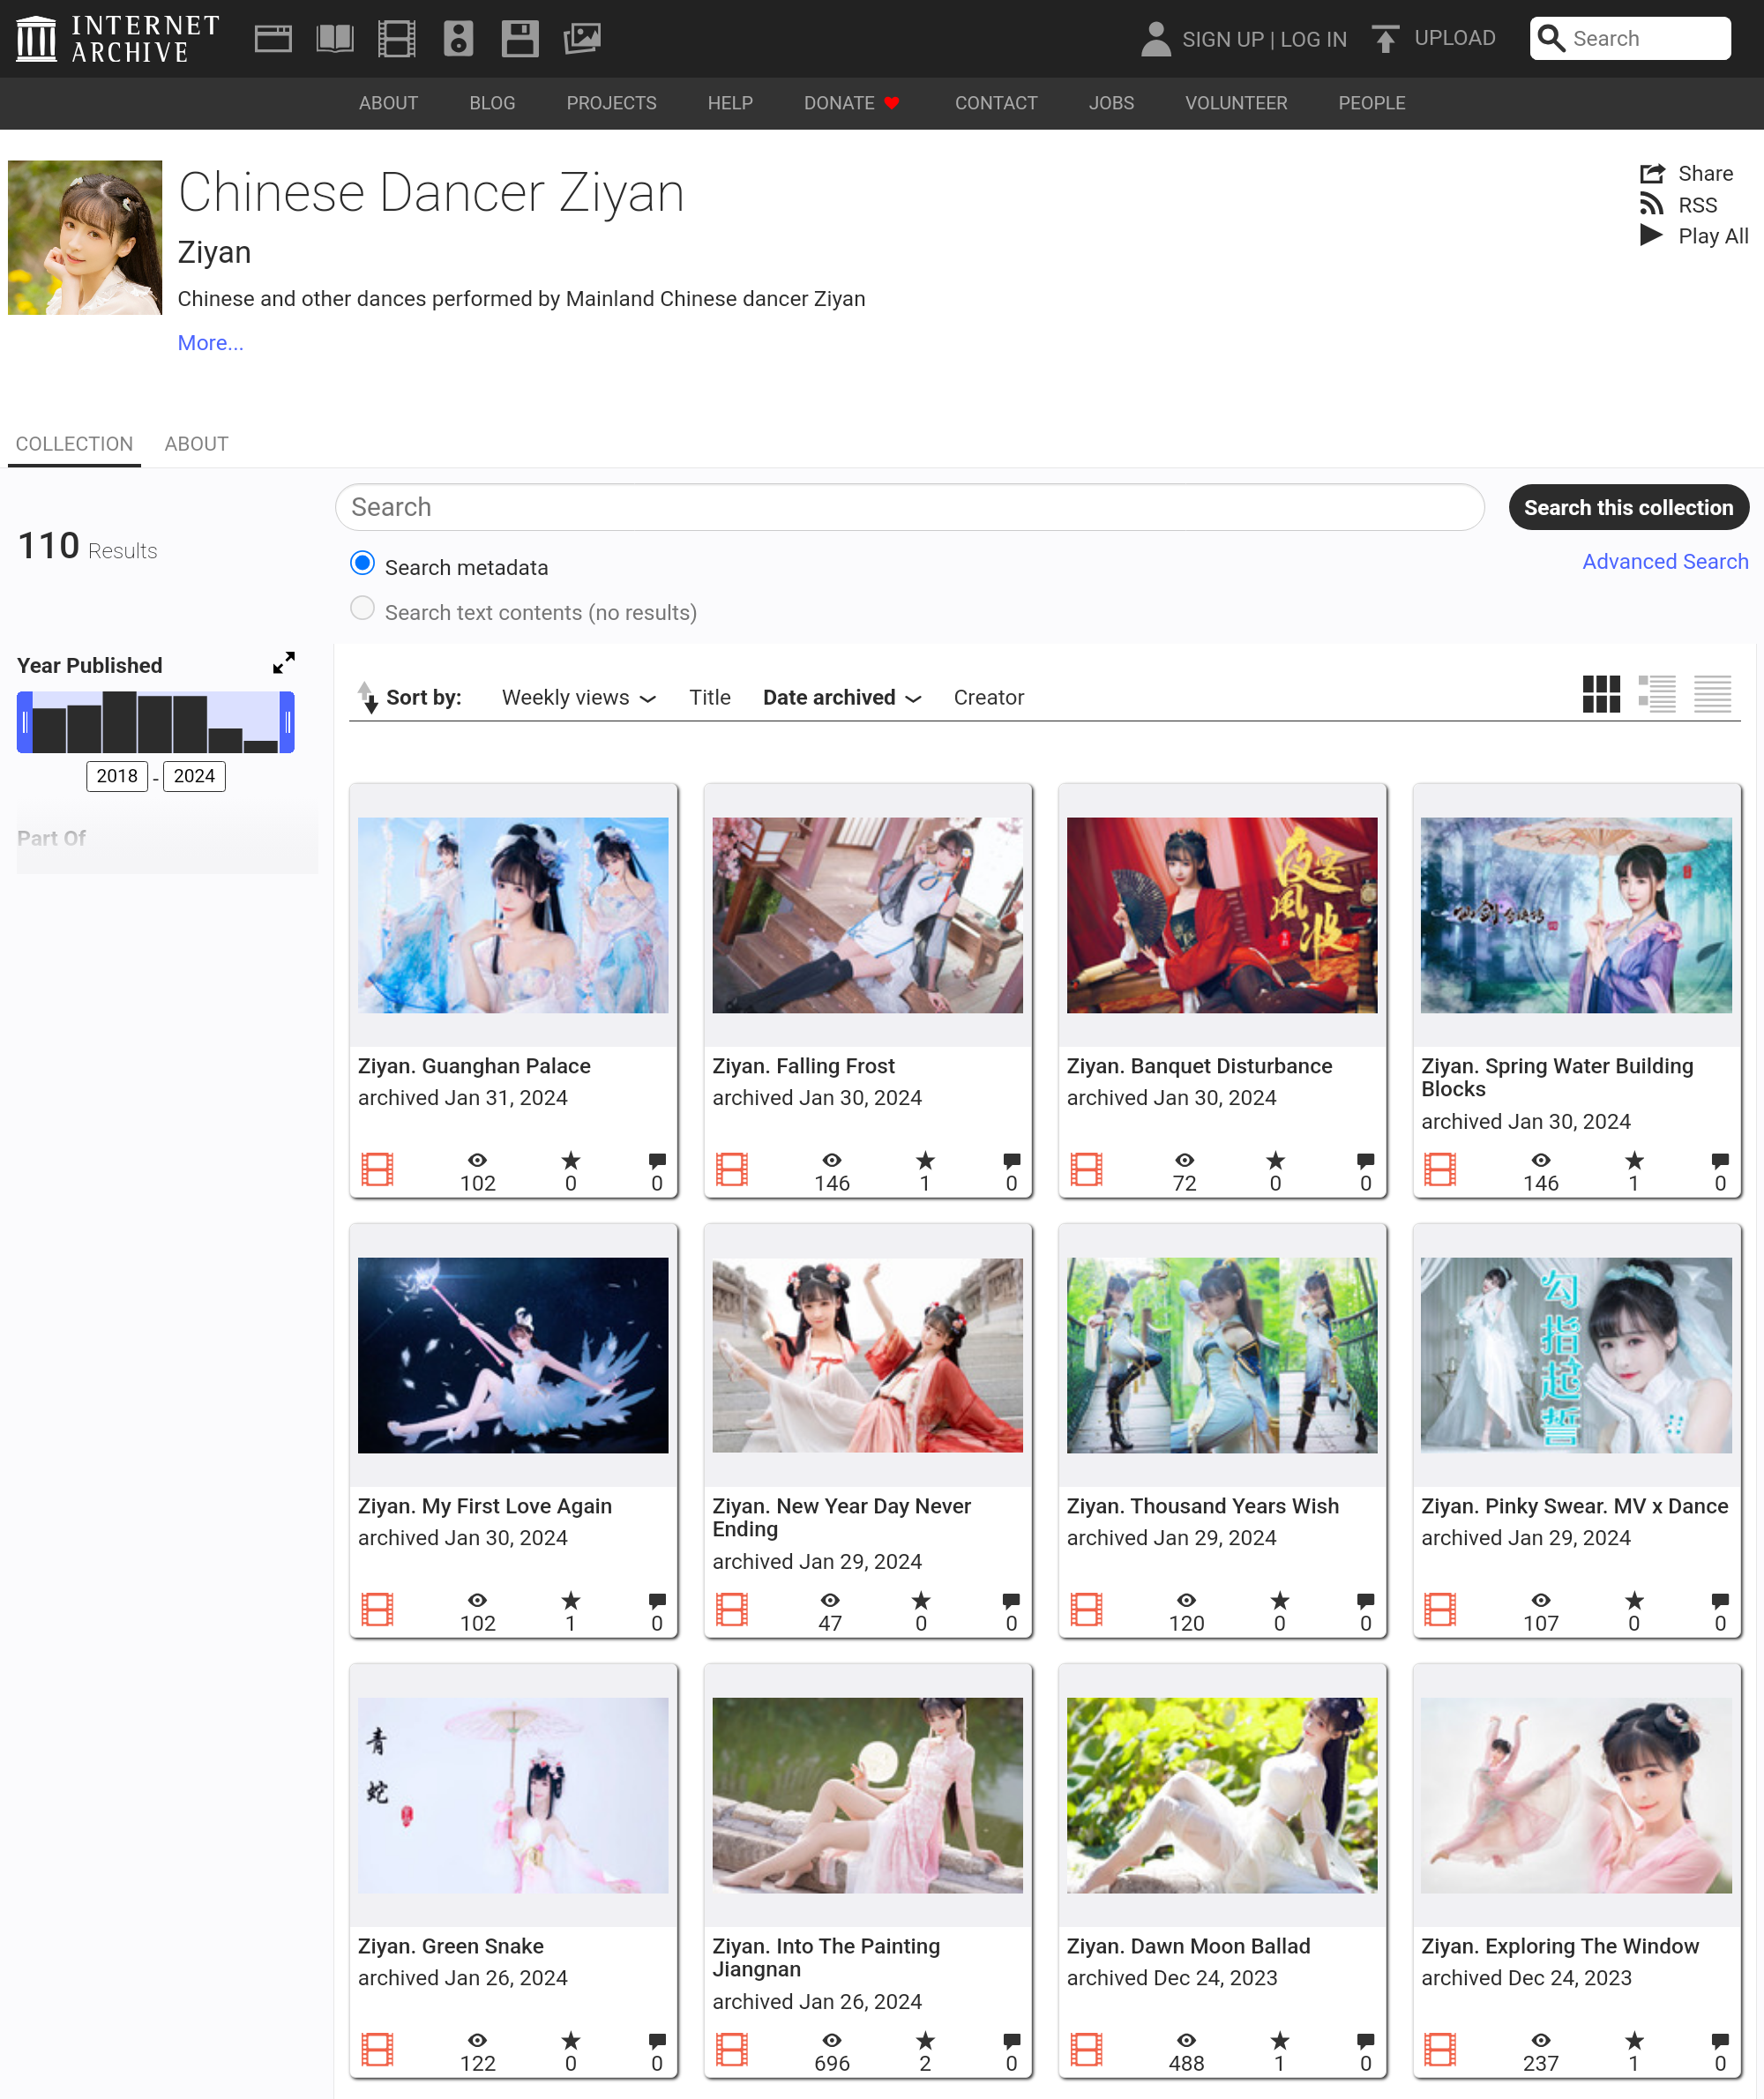 INTERNET
ARCHIVE
SIGN UP | LOG IN
UPLOAD
Search
ABOUT
BLOG
PROJECTS
HELP
DONATE
CONTACT
JOBS
VOLUNTEER
PEOPLE
Chinese Dancer Ziyan
Ziyan
Chinese and other dances performed by Mainland Chinese dancer Ziyan
More...
Share
RSS
Play All
COLLECTION
ABOUT
110 Results
Search
Search this collection
Search metadata
Advanced Search
Search text contents (no results)
Year Published
2018 - 2024
Part Of
Sort by:
Weekly views
Title
Date archived
Creator
夜宴風波
Ziyan. Guanghan Palace
archived Jan 31, 2024
102
0
0
Ziyan. Falling Frost
archived Jan 30, 2024
146
1
0
Ziyan. Banquet Disturbance
archived Jan 30, 2024
72
0
0
Ziyan. Spring Water Building
Blocks
archived Jan 30, 2024
146
1
0
勾指起誓
Ziyan. My First Love Again
archived Jan 30, 2024
102
1
0
Ziyan. New Year Day Never
Ending
archived Jan 29, 2024
47
0
0
Ziyan. Thousand Years Wish
archived Jan 29, 2024
120
0
0
Ziyan. Pinky Swear. MV x Dance
archived Jan 29, 2024
107
0
0
青蛇
Ziyan. Green Snake
archived Jan 26, 2024
122
0
0
Ziyan. Into The Painting
Jiangnan
archived Jan 26, 2024
696
2
0
Ziyan. Dawn Moon Ballad
archived Dec 24, 2023
488
1
0
Ziyan. Exploring The Window
archived Dec 24, 2023
237
1
0